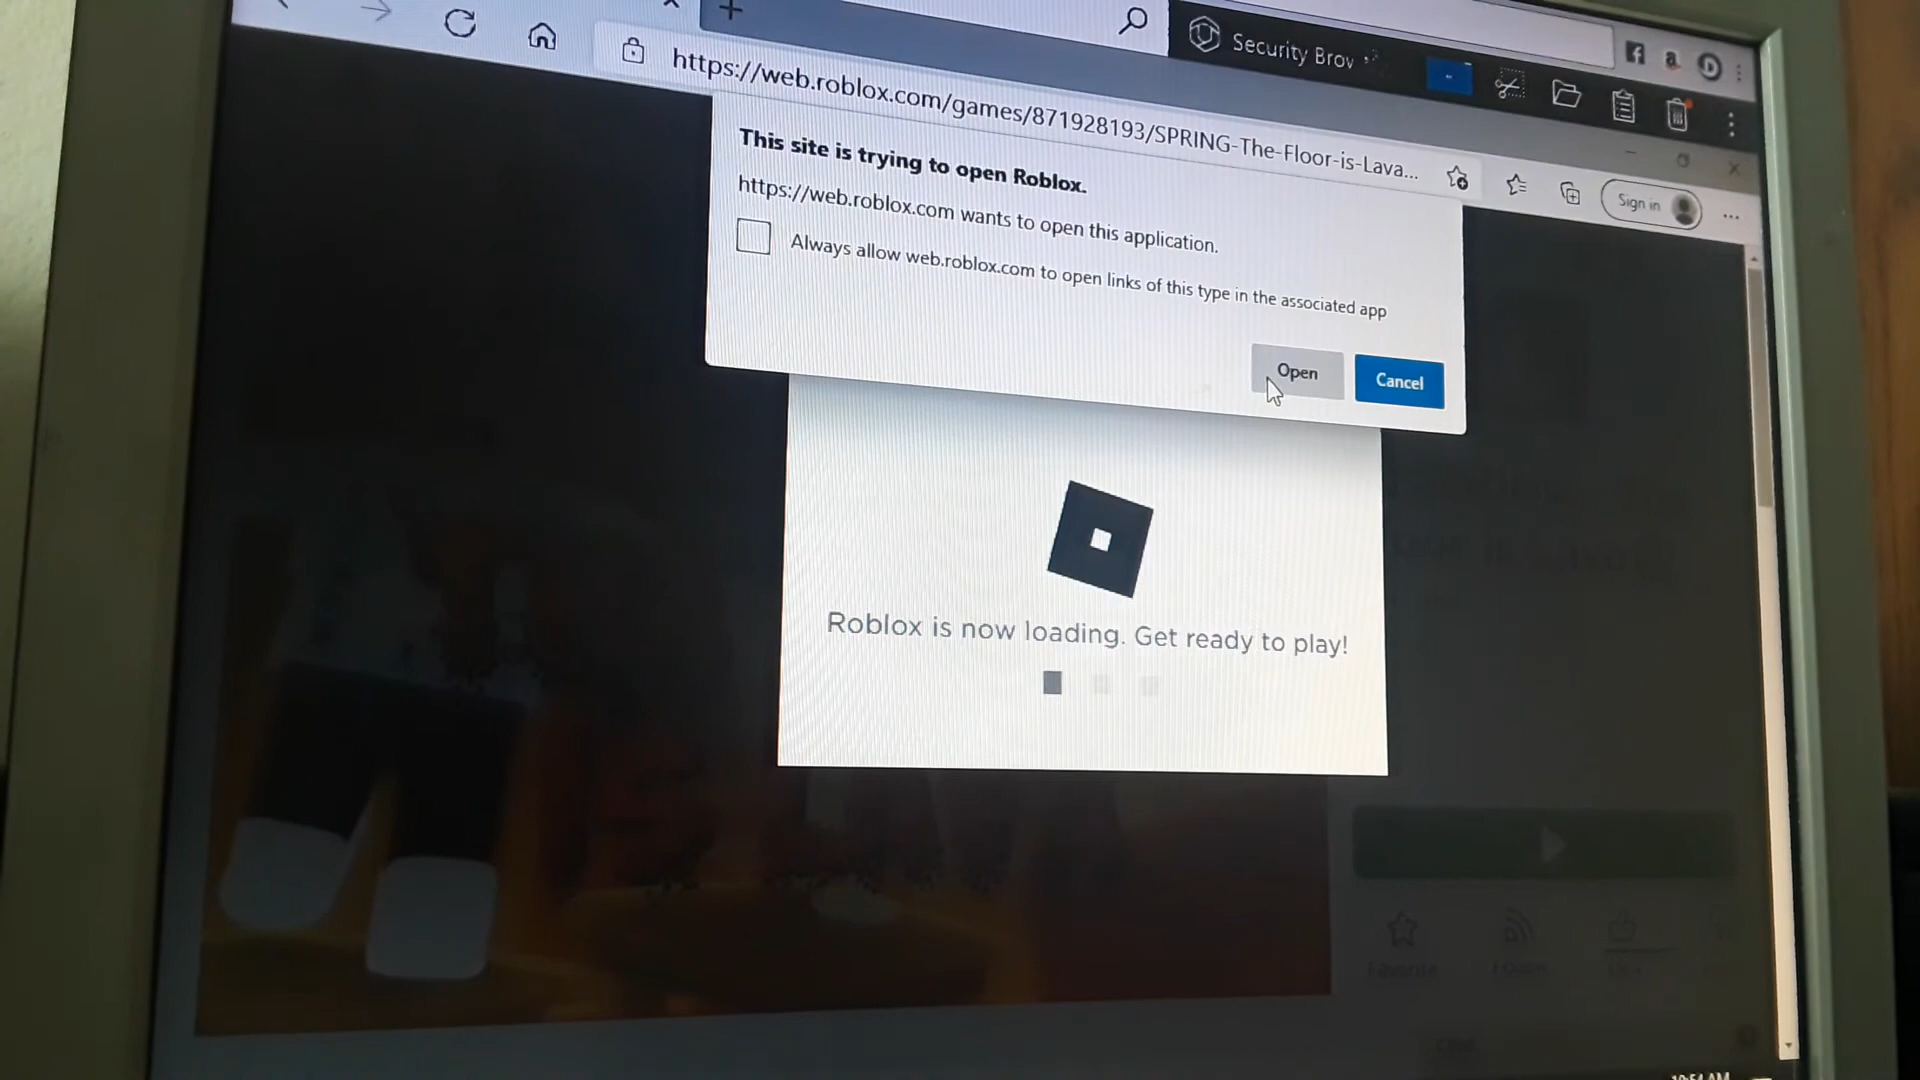 Security Brov
https://web.roblox.com/games/871928193/SPRING-The-Floor-is-Lava...
Sign in
This site is trying to open Roblox.
https://web.roblox.com wants to open this application.
Always allow web.roblox.com to open links of this type in the associated app
Open
Cancel
Roblox is now loading. Get ready to play!
Favorite